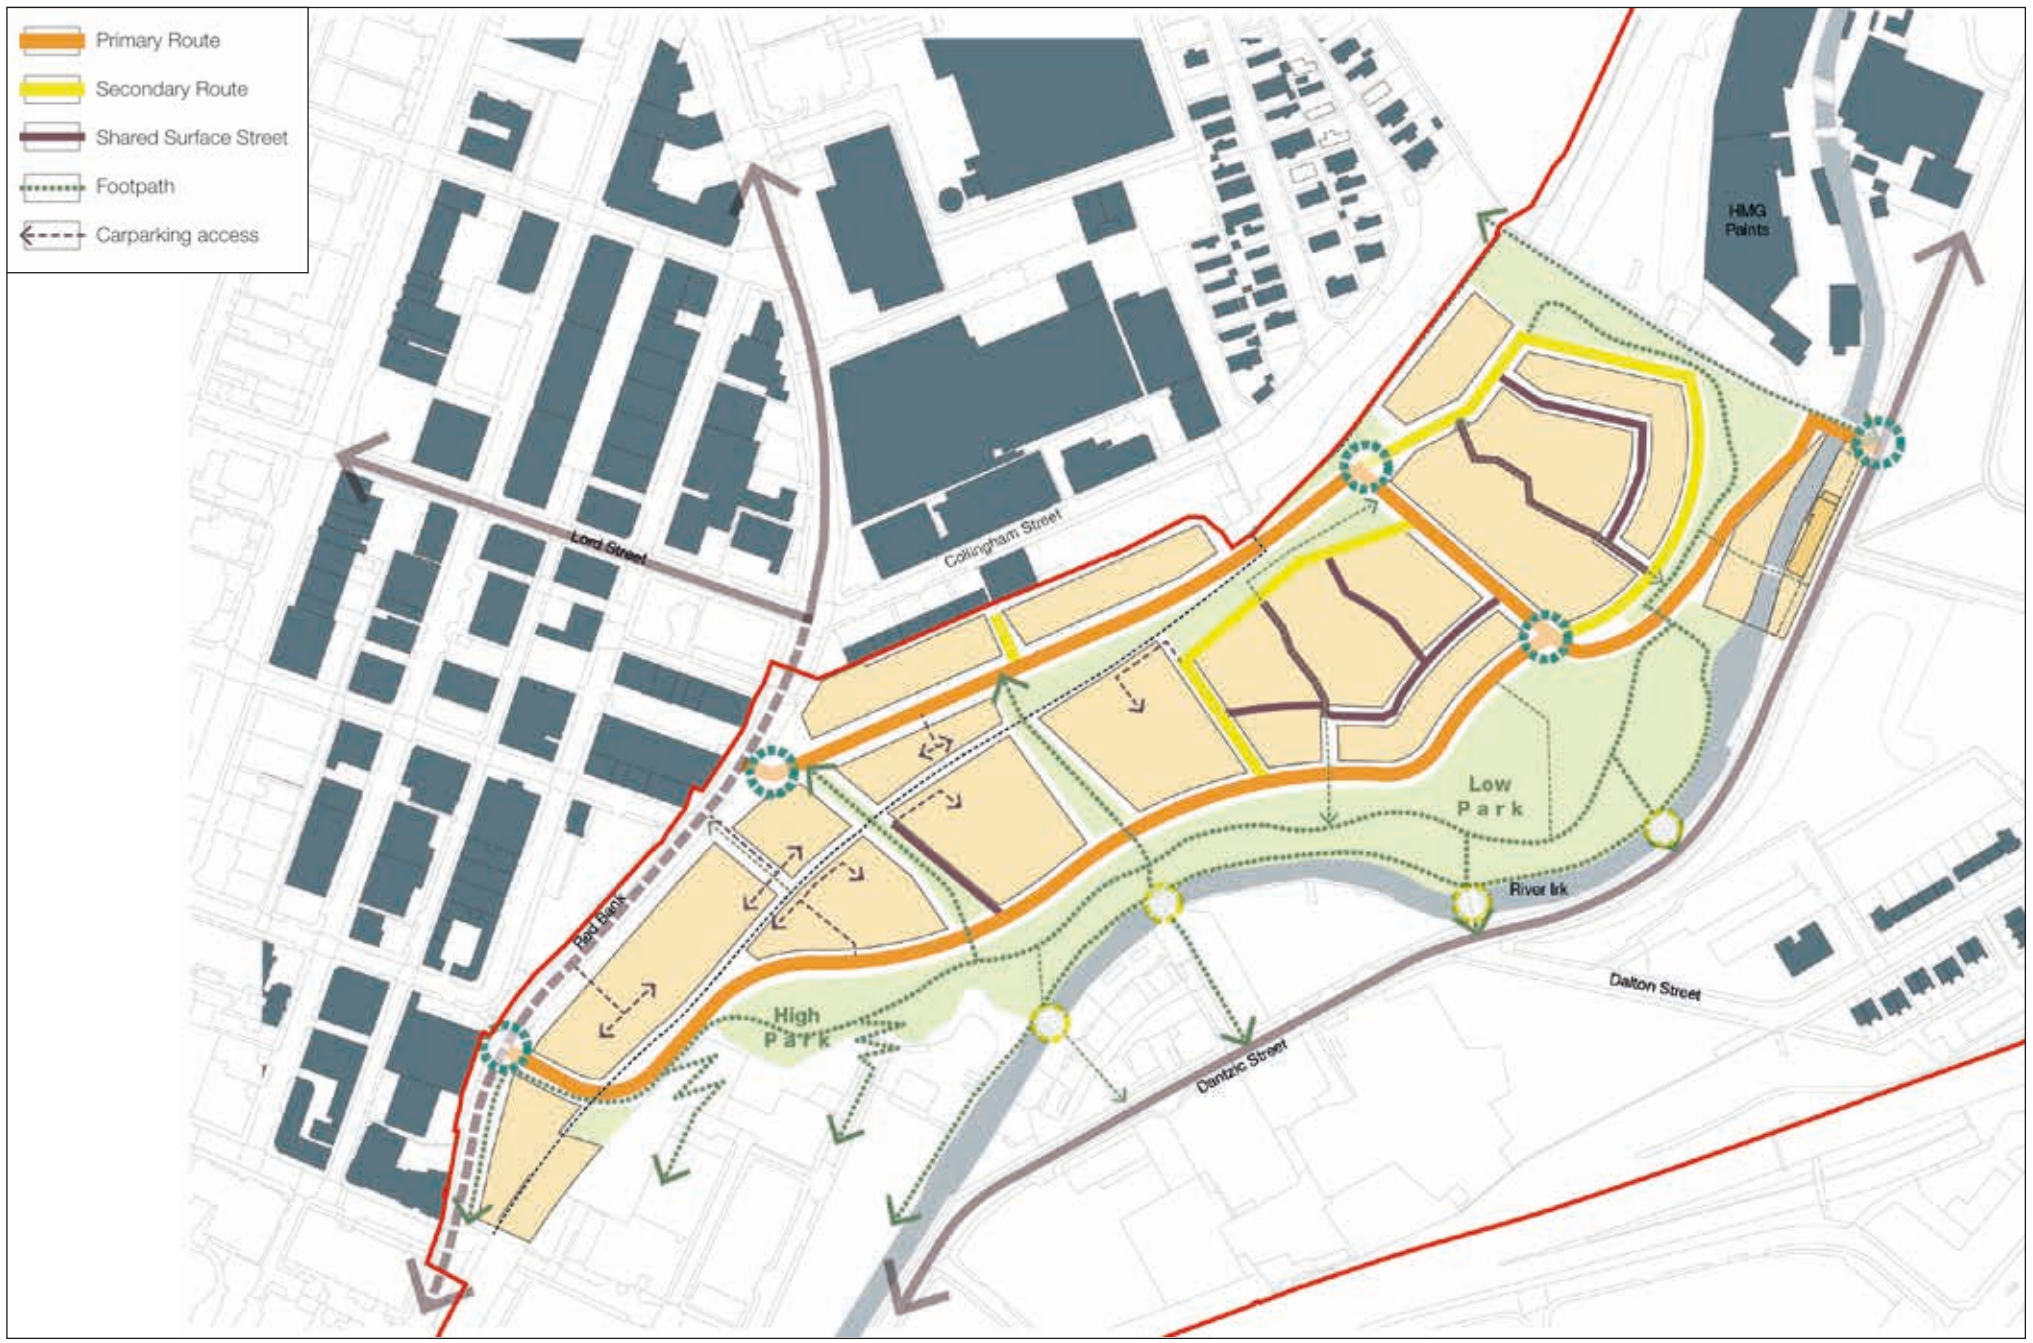 Primary Route
Secondary Route
Shared Surface Street
Footpath
Carparking access
HMG
Paints
Lord Street
Collingham Street
Low
Park
River Irk
Red Bank
Dalton Street
High
Park
Dantzic Street